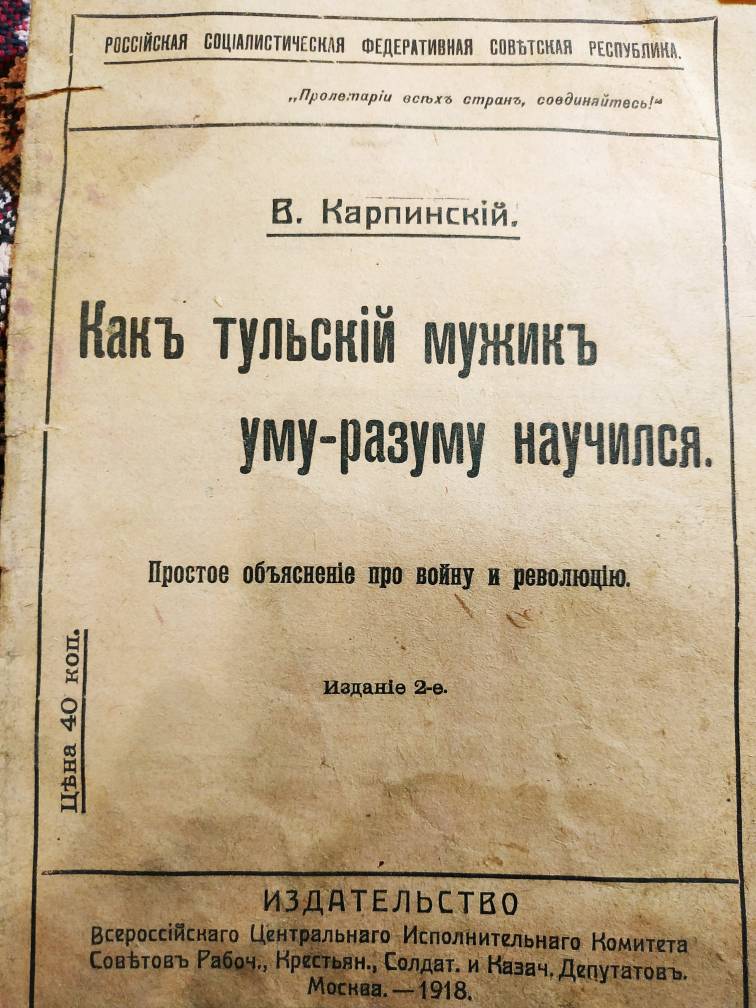 РОССІЙСКАЯ СОЦІАЛИСТИЧЕСКАЯ ФЕДЕРАТИВНАЯ СОВѢТСКАЯ РЕСПУБЛИКА.
„Пролетаріи всѣхъ странъ, соединяйтесь!“
В. Карпинскій.
Какъ тульскій мужикъ
уму-разуму научился.
Простое объясненіе про войну и революцію.
Изданіе 2-е.
Цѣна 40 коп.
ИЗДАТЕЛЬСТВО
Всероссійскаго Центральнаго Исполнительнаго Комитета
Совѣтовъ Рабоч., Крестьян., Солдат. и Казач. Депутатовъ.
Москва.—1918.